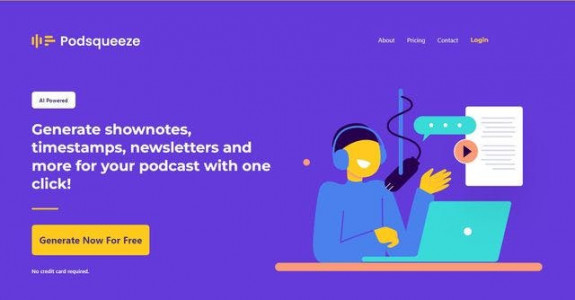 Podsqueeze
About Pricing Contact Login
AI Powered
Generate shownotes,
timestamps, newsletters and
more for your podcast with one
click!
Generate Now For Free
No credit card required.